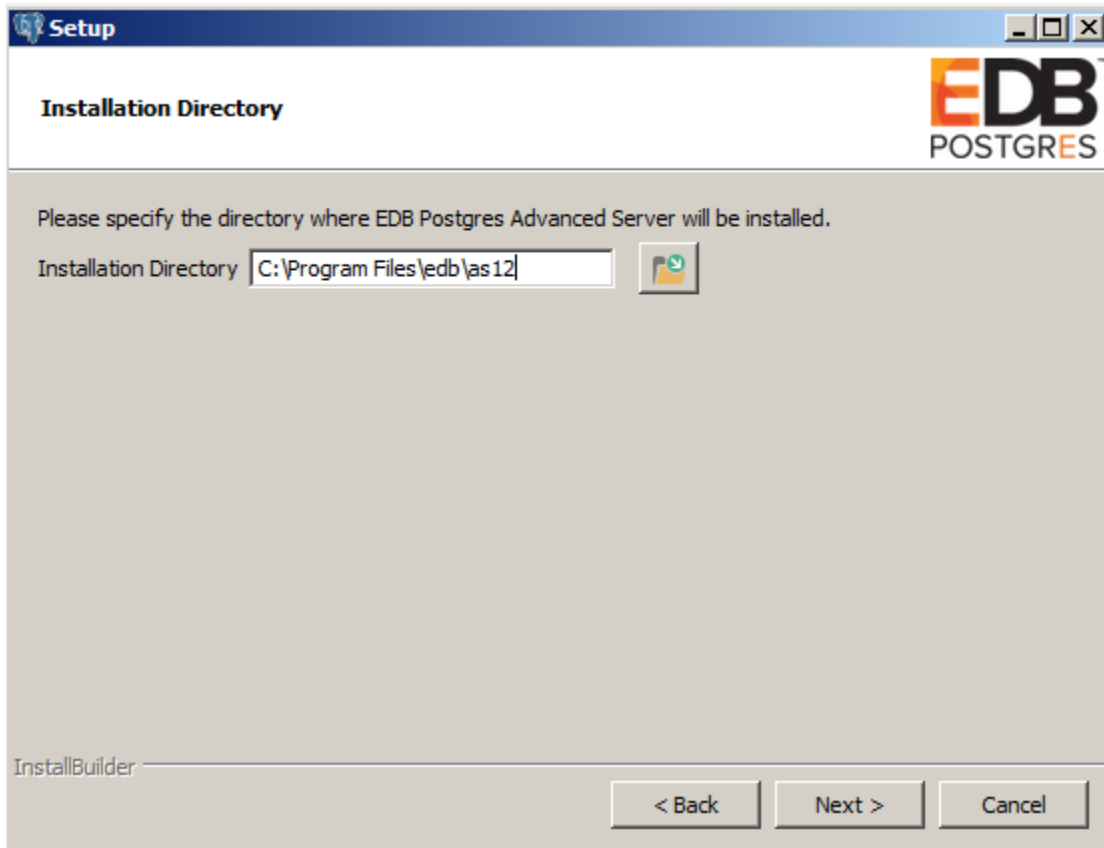 Setup
Installation Directory
EDB
POSTGRES
Please specify the directory where EDB Postgres Advanced Server will be installed.
Installation Directory C:\Program Files\edb\as12
InstallBuilder
< Back Next > Cancel